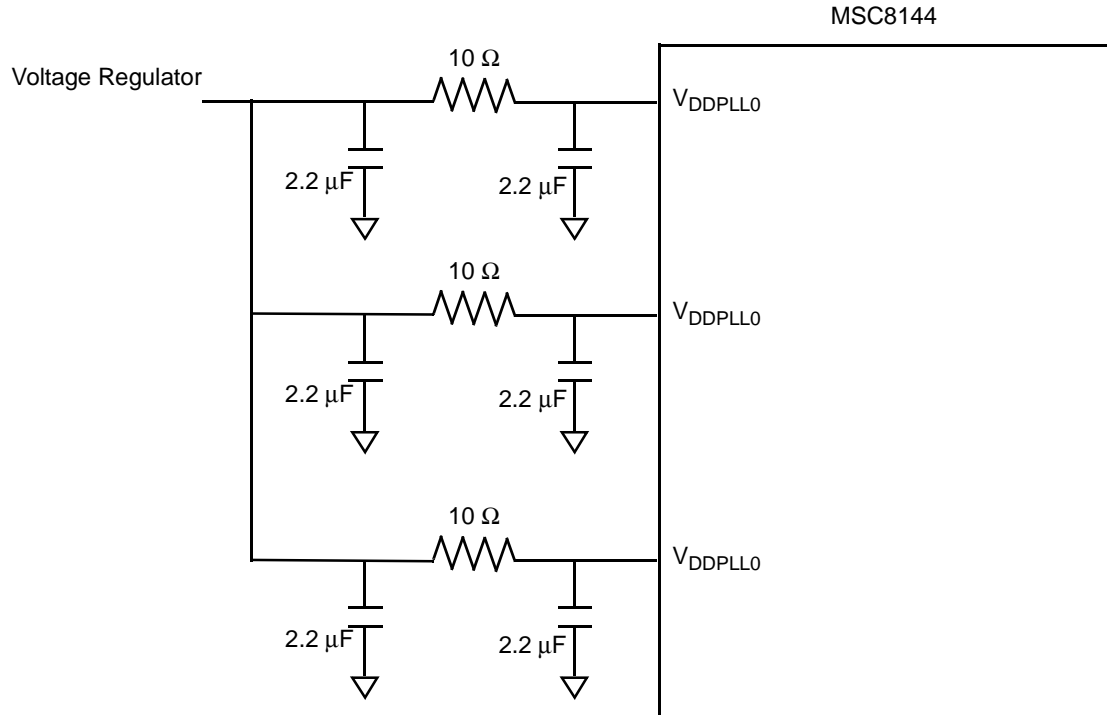 MSC8144
Voltage Regulator
10 Ω
VDDPLL0
2.2 μF
2.2 μF
10 Ω
VDDPLL0
2.2 μF
2.2 μF
10 Ω
VDDPLL0
2.2 μF
2.2 μF